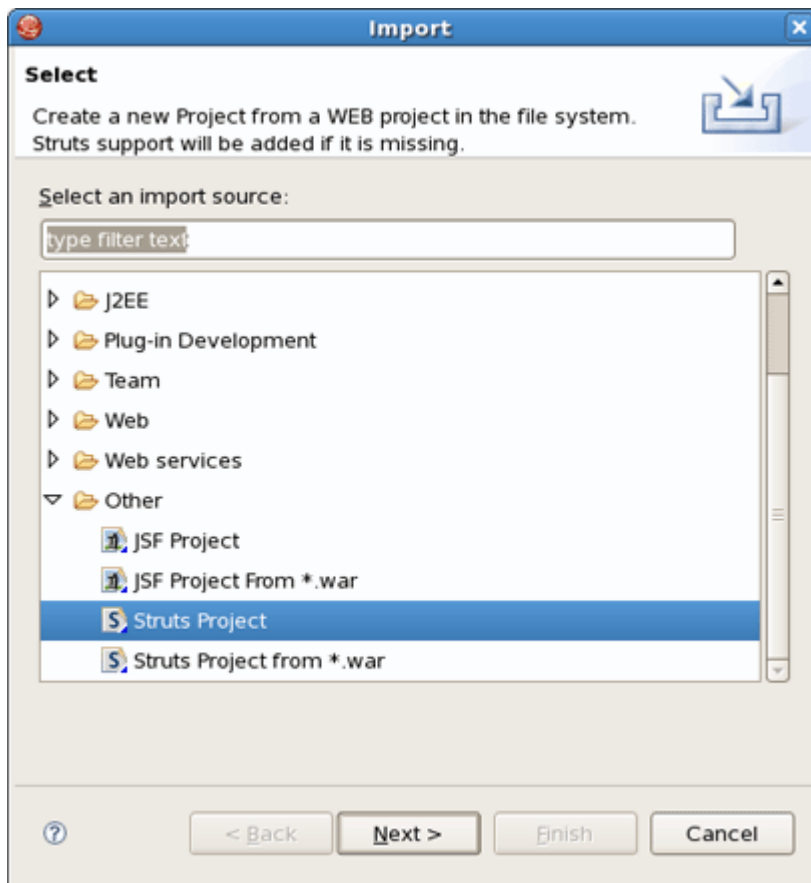 Import
Select
Create a new Project from a WEB project in the file system.
Struts support will be added if it is missing.
Select an import source:
type filter text
J2EE
Plug-in Development
Team
Web
Web services
Other
JSF Project
JSF Project From *.war
Struts Project
Struts Project from *.war
< Back Next > Finish Cancel